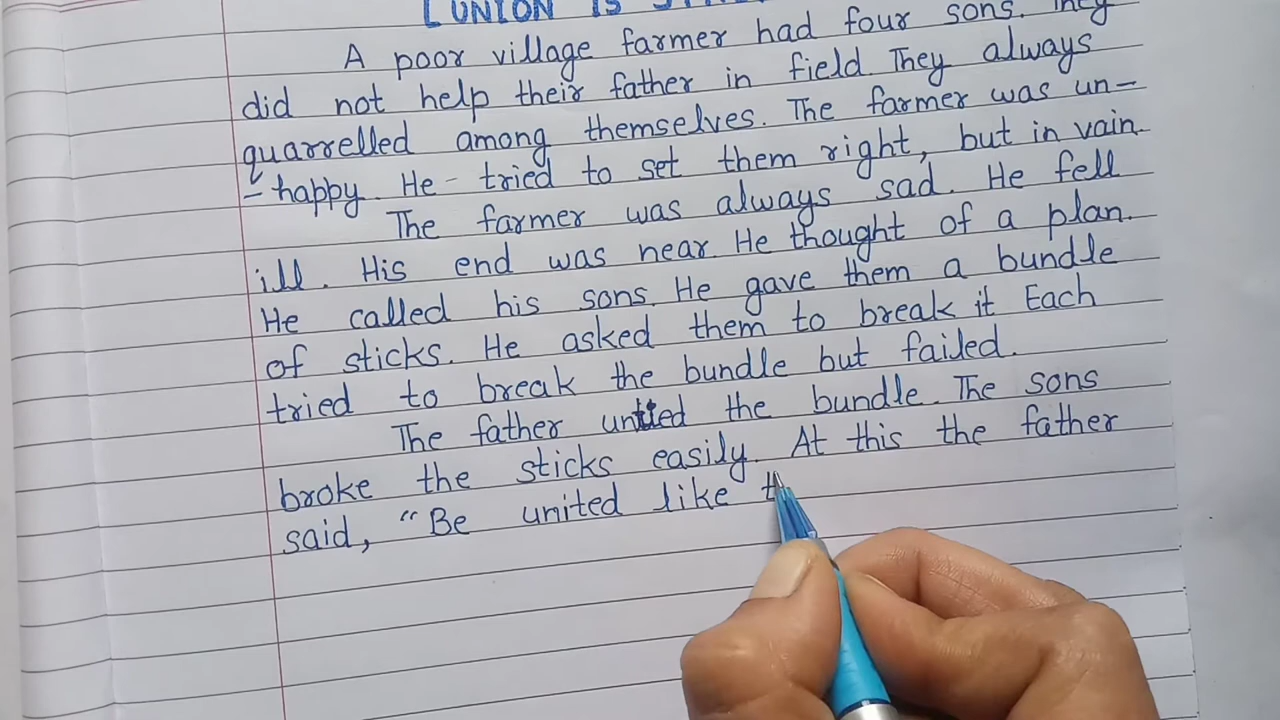 [UNION IS
A poor village farmer had four sons. They
did not help their father in field. They always
quarrelled among themselves. The farmer was un-
- happy. He tried to set them right, but in vain.
The farmer was always sad. He fell
ill. His end was near. He thought of a plan.
He called his sons. He gave them a bundle
of sticks. He asked them to break it Each
tried to break the bundle but failed.
The father untied the bundle. The sons
broke the sticks easily. At this the father
said, "Be united like t